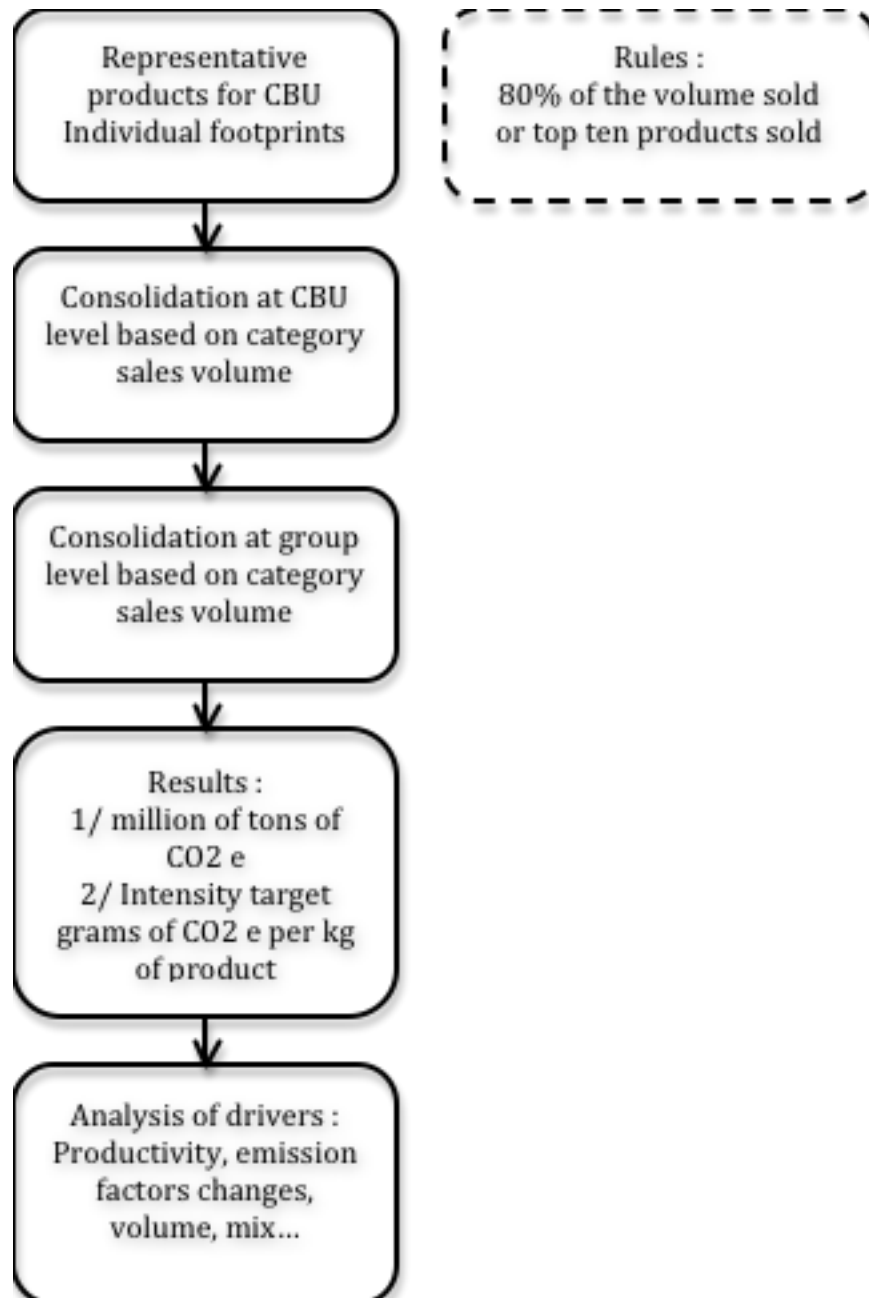 Representative
products for CBU
Individual footprints
Rules :
80% of the volume sold
or top ten products sold
Consolidation at CBU
level based on category
sales volume
Consolidation at group
level based on category
sales volume
Results :
1/ million of tons of
CO2 e
2/ Intensity target
grams of CO2 e per kg
of product
Analysis of drivers :
Productivity, emission
factors changes,
volume, mix...